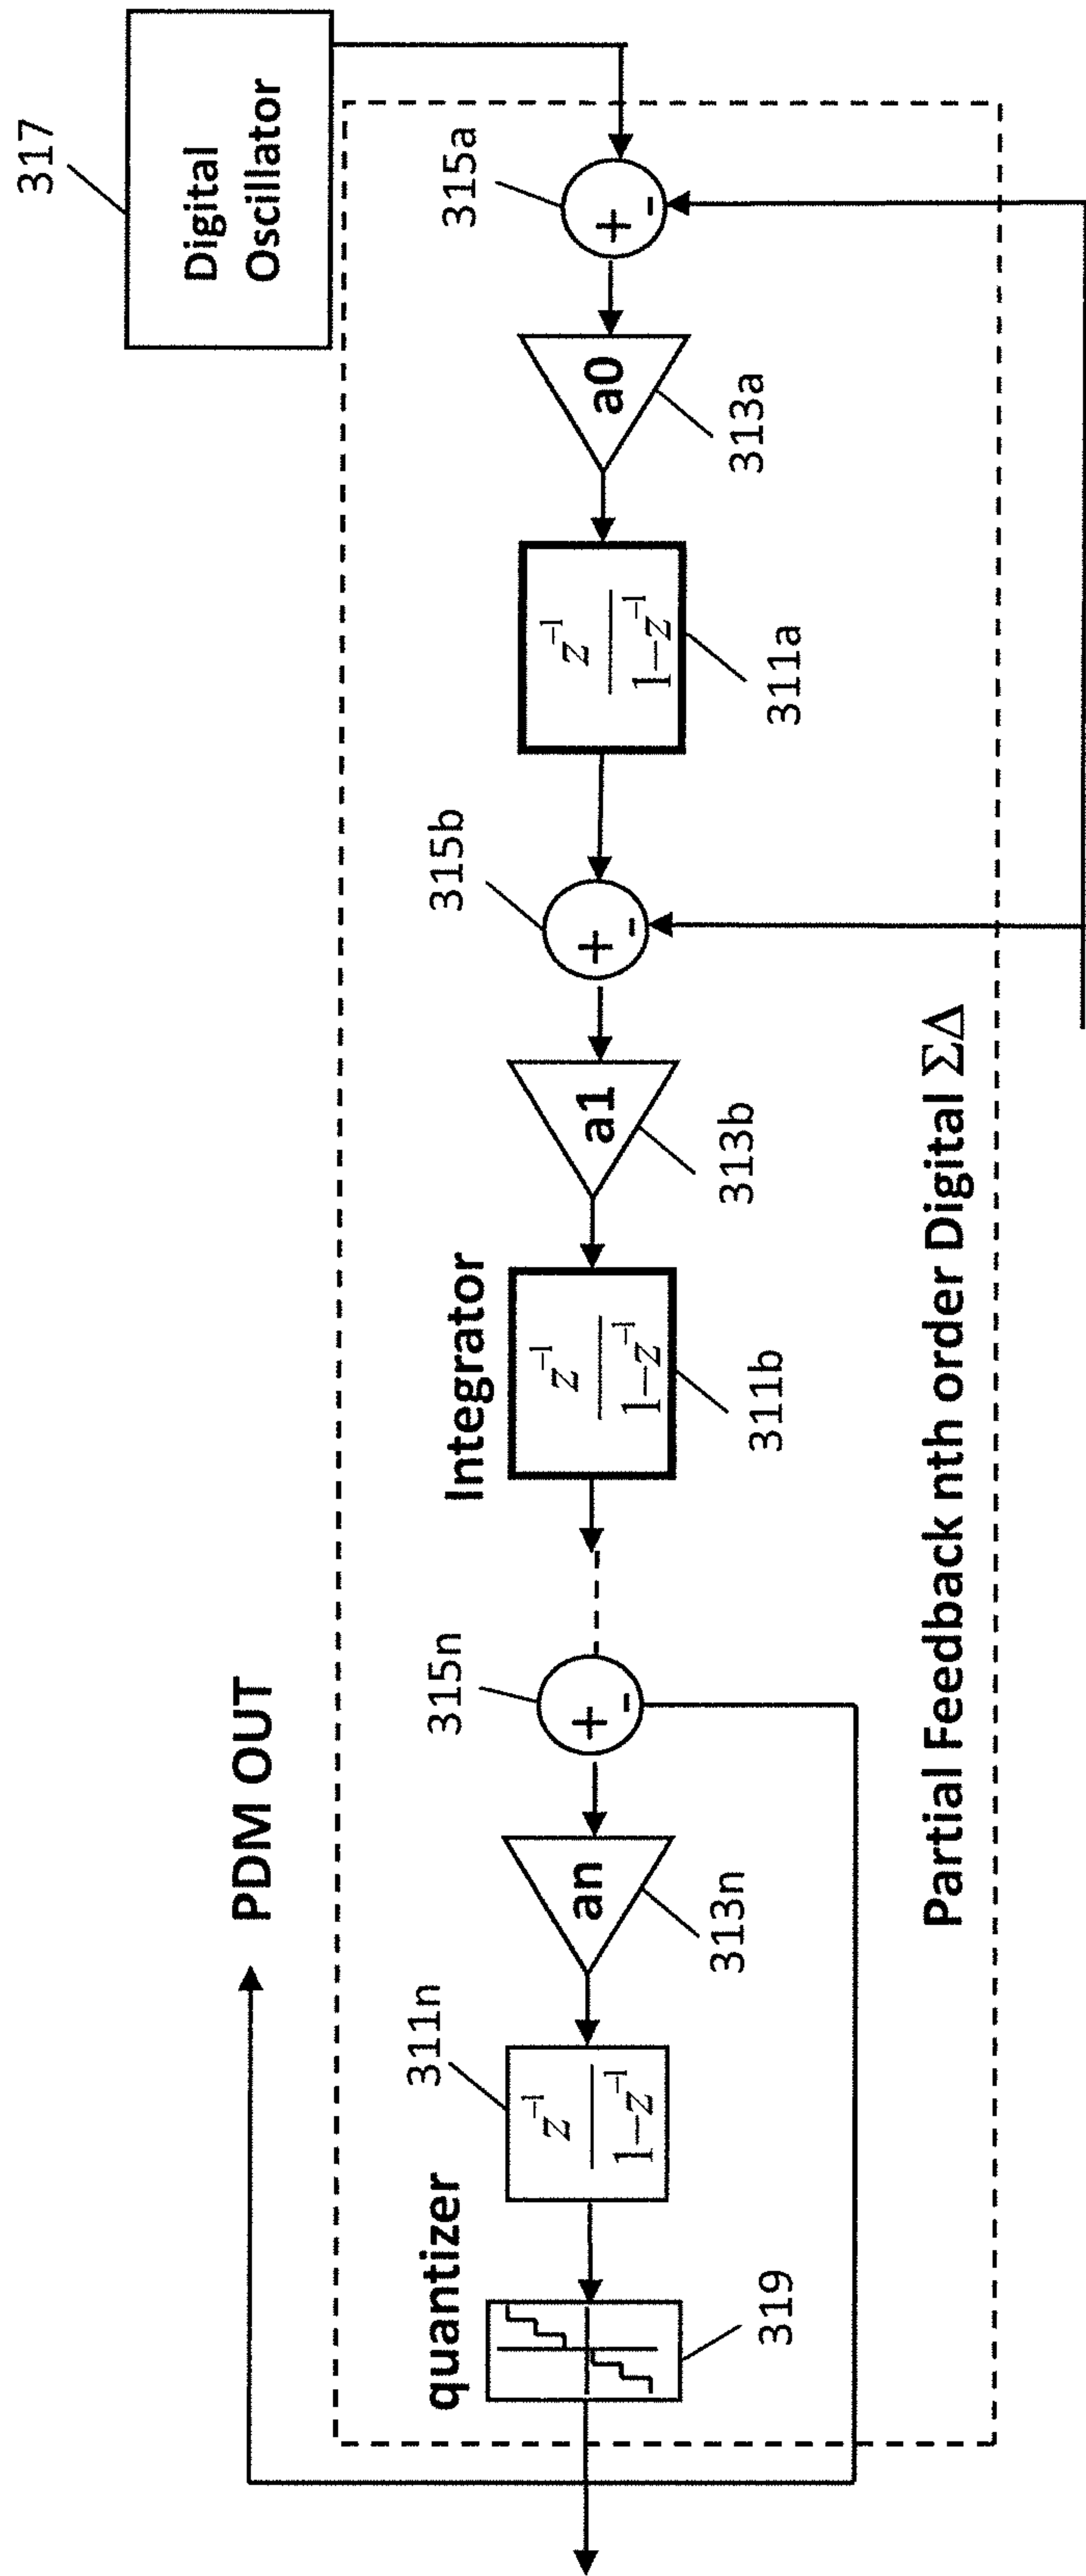 317
Digital
Oscillator
315a
a0
313a
z⁻¹
1–z⁻¹
311a
315b
a1
313b
Integrator
z⁻¹
1–z⁻¹
311b
315n
an
313n
311n
z⁻¹
1–z⁻¹
quantizer
319
+
-
+
-
+
-
PDM OUT
Partial Feedback nth order Digital ΣΔ